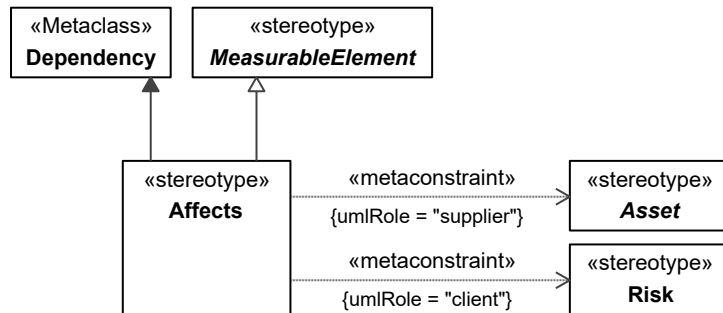 «Metaclass»
Dependency
«stereotype»
MeasurableElement
«stereotype»
Affects
«metaconstraint»
{umlRole = "supplier"}
«stereotype»
Asset
«metaconstraint»
{umlRole = "client"}
«stereotype»
Risk